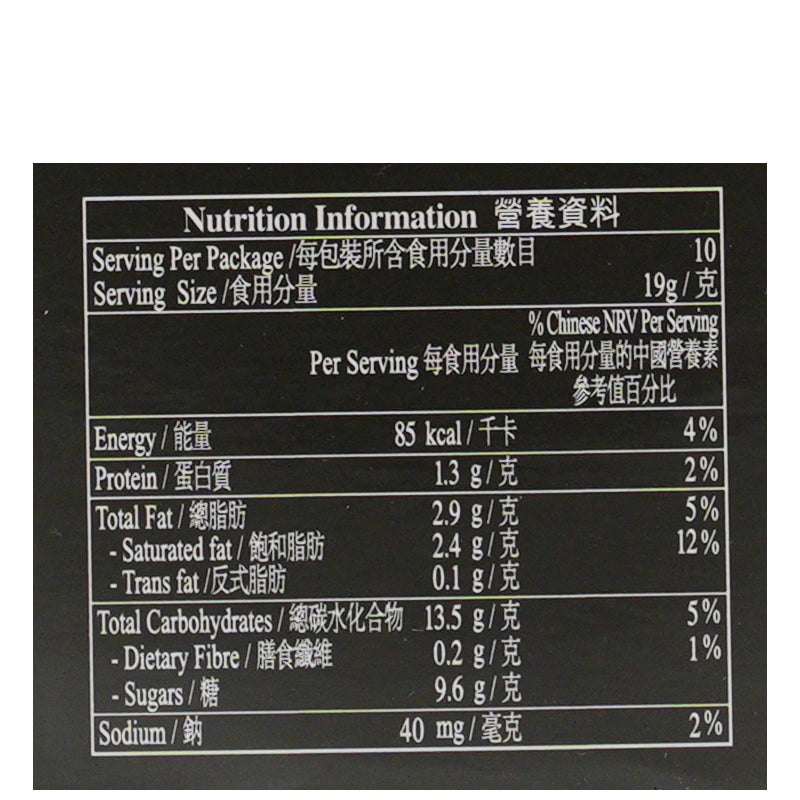 Nutrition Information 營養資料
Serving Per Package /每包裝所含食用分量數目 10
Serving Size /食用分量 19g / 克
% Chinese NRV Per Serving
Per Serving 每食用分量 每食用分量的中國營養素
參考值百分比
Energy / 能量 85 kcal / 千卡 4%
Protein / 蛋白質 1.3 g / 克 2%
Total Fat / 總脂肪 2.9 g / 克 5%
- Saturated fat / 飽和脂肪 2.4 g / 克 12%
- Trans fat /反式脂肪 0.1 g / 克
Total Carbohydrates / 總碳水化合物 13.5 g / 克 5%
- Dietary Fibre / 膳食纖維 0.2 g / 克 1%
- Sugars / 糖 9.6 g / 克
Sodium / 鈉 40 mg / 毫克 2%